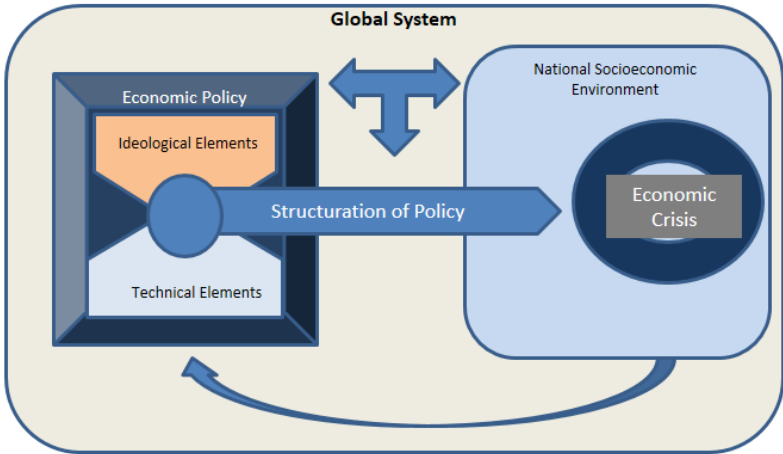 Global System
National Socioeconomic
Environment
Economic Policy
Ideological Elements
Economic
Crisis
Structuration of Policy
Technical Elements